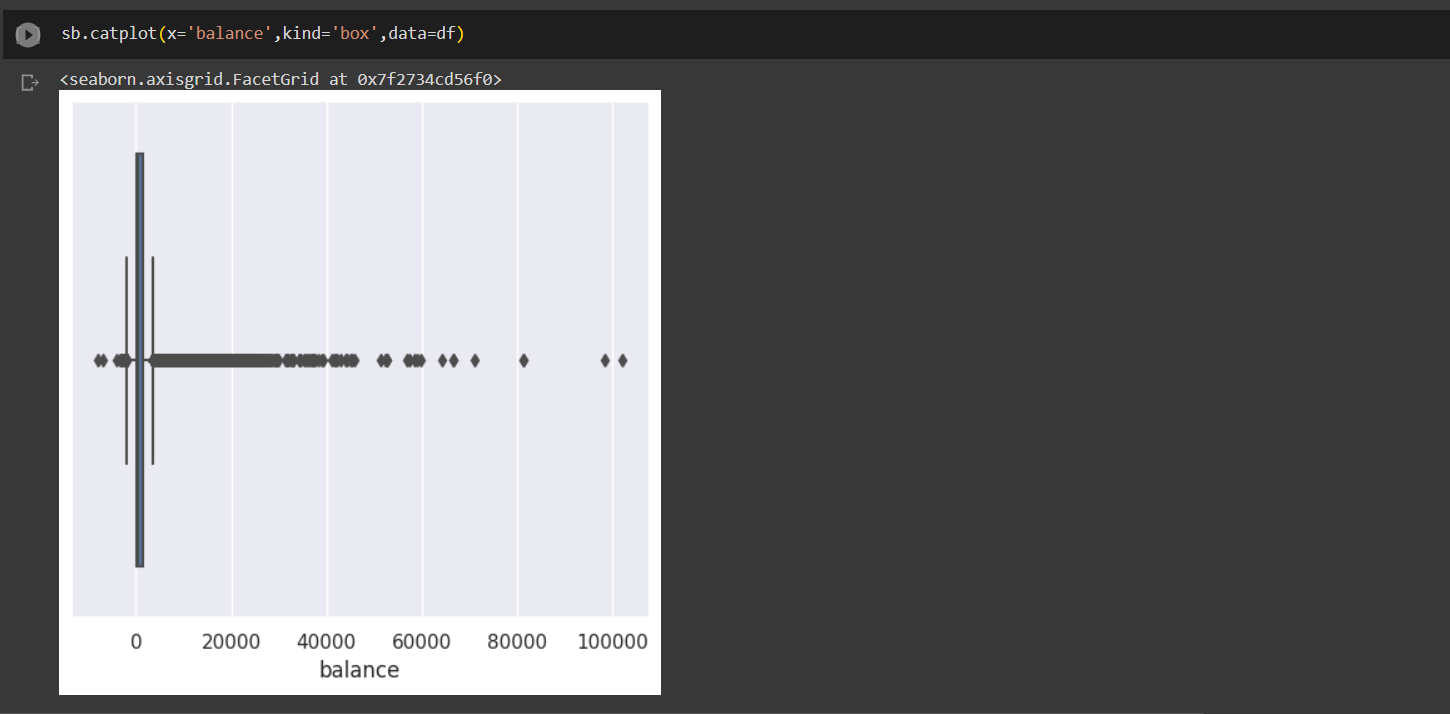 sb.catplot(x='balance',kind='box',data=df)
<seaborn.axisgrid.FacetGrid at 0x7f2734cd56f0>
0 20000 40000 60000 80000 100000
balance